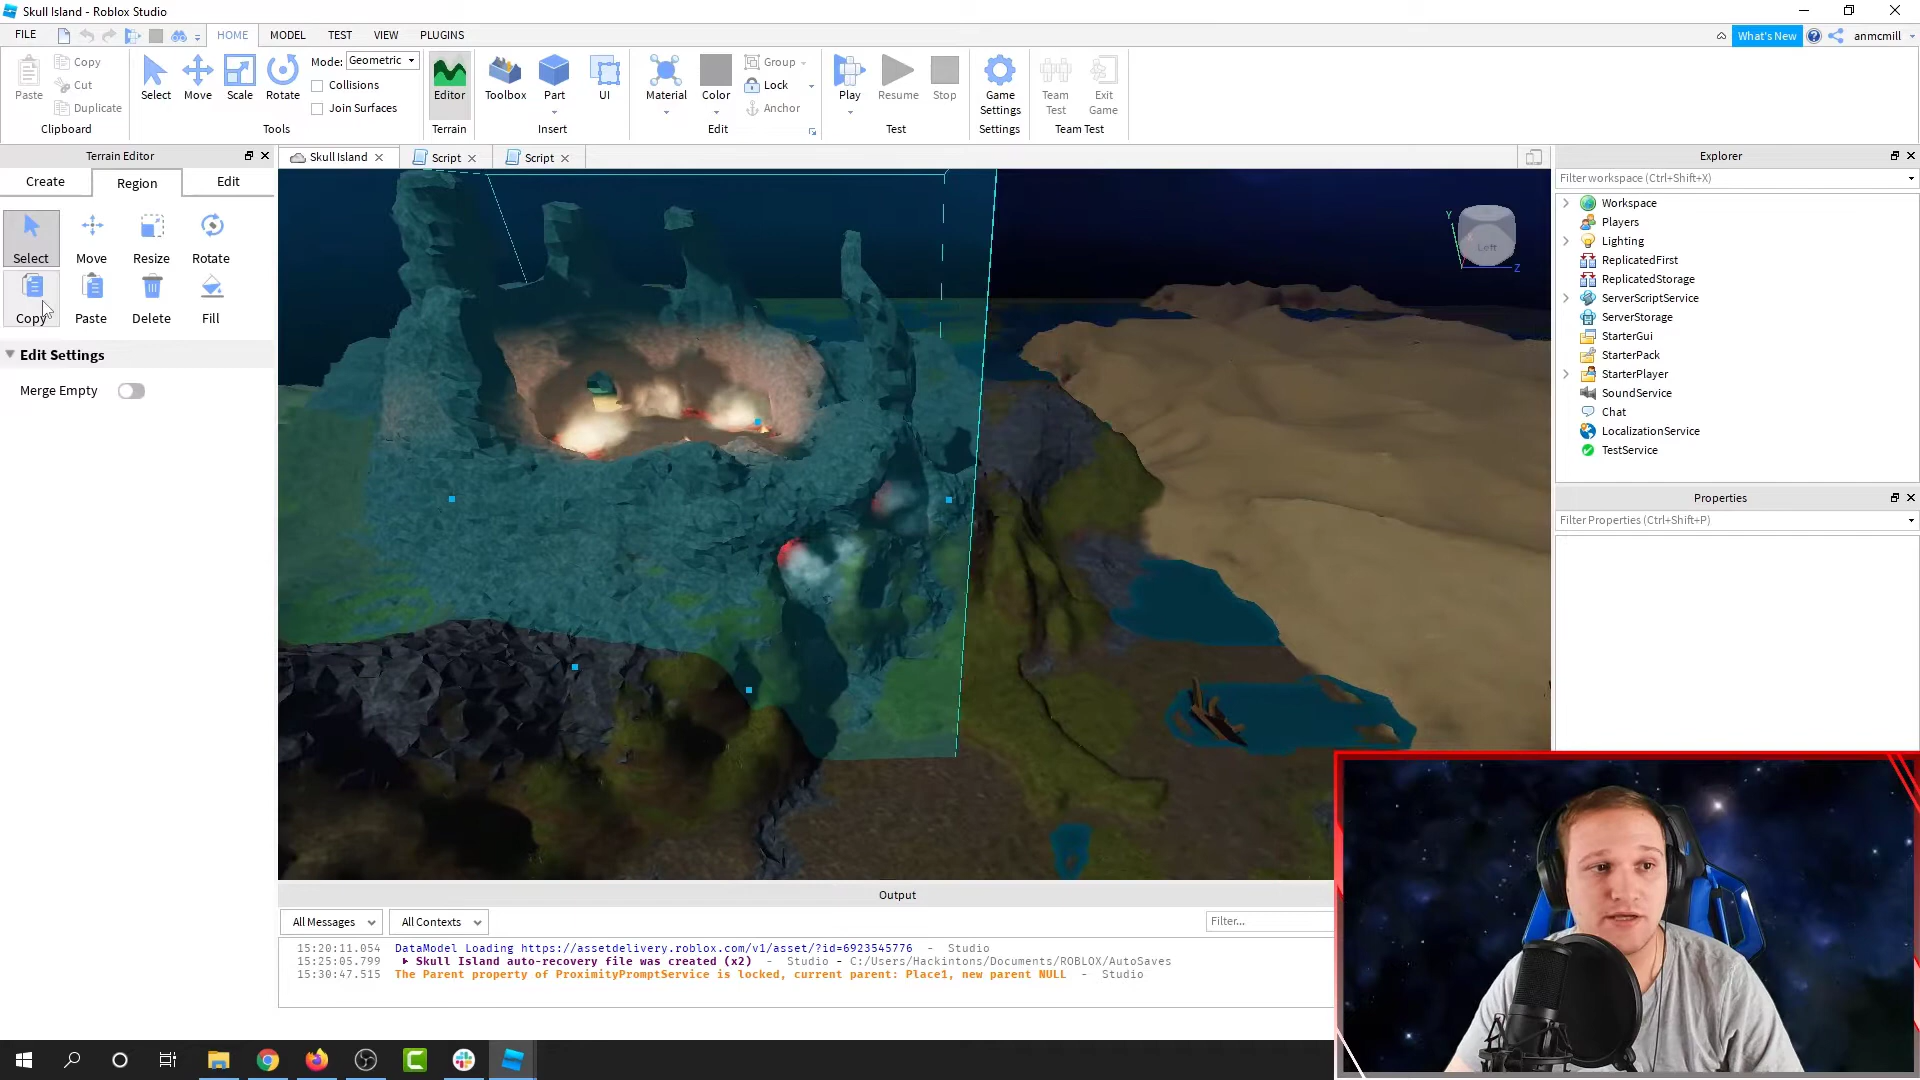 Skull Island - Roblox Studio
FILE HOME MODEL TEST VIEW PLUGINS What's New anmcmill
Paste Copy Cut Duplicate Clipboard
Select Move Scale Rotate Mode: Geometric Collisions Join Surfaces Tools
Editor Terrain
Toolbox Part UI Insert
Material Color Group Lock Anchor Edit
Play Resume Stop Test
Game Settings Settings
Team Test Exit Game Team Test
Terrain Editor
Create Region Edit
Select Move Resize Rotate
Copy Paste Delete Fill
Edit Settings
Merge Empty
Skull Island Script Script
Y
Left
Z
Explorer
Filter workspace (Ctrl+Shift+X)
Workspace
Players
Lighting
ReplicatedFirst
ReplicatedStorage
ServerScriptService
ServerStorage
StarterGui
StarterPack
StarterPlayer
SoundService
Chat
LocalizationService
TestService
Properties
Filter Properties (Ctrl+Shift+P)
Output
All Messages All Contexts Filter...
15:20:11.054 DataModel Loading https://assetdelivery.roblox.com/v1/asset/?id=6923545776 - Studio
15:25:05.799 Skull Island auto-recovery file was created (x2) - Studio - C:/Users/Hackintons/Documents/ROBLOX/AutoSaves
15:30:47.515 The Parent property of ProximityPromptService is locked, current parent: Place1, new parent NULL - Studio